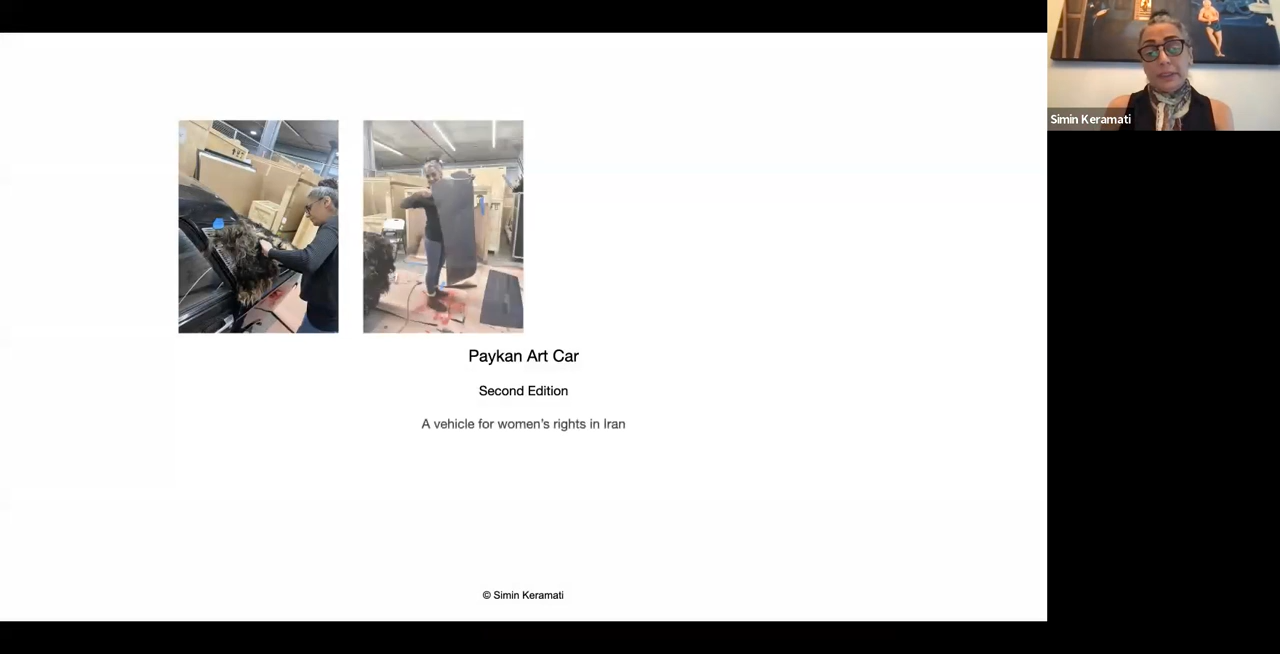 Simin Keramati
Paykan Art Car
Second Edition
A vehicle for women's rights in Iran
© Simin Keramati